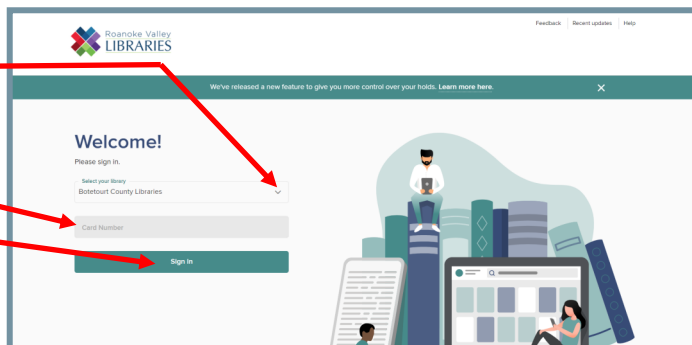 Feedback Recent updates Help
Roanoke Valley
LIBRARIES
We've released a new feature to give you more control over your holds. Learn more here.
Welcome!
Please sign in.
Select your library
Botetourt County Libraries
Card Number
Sign In